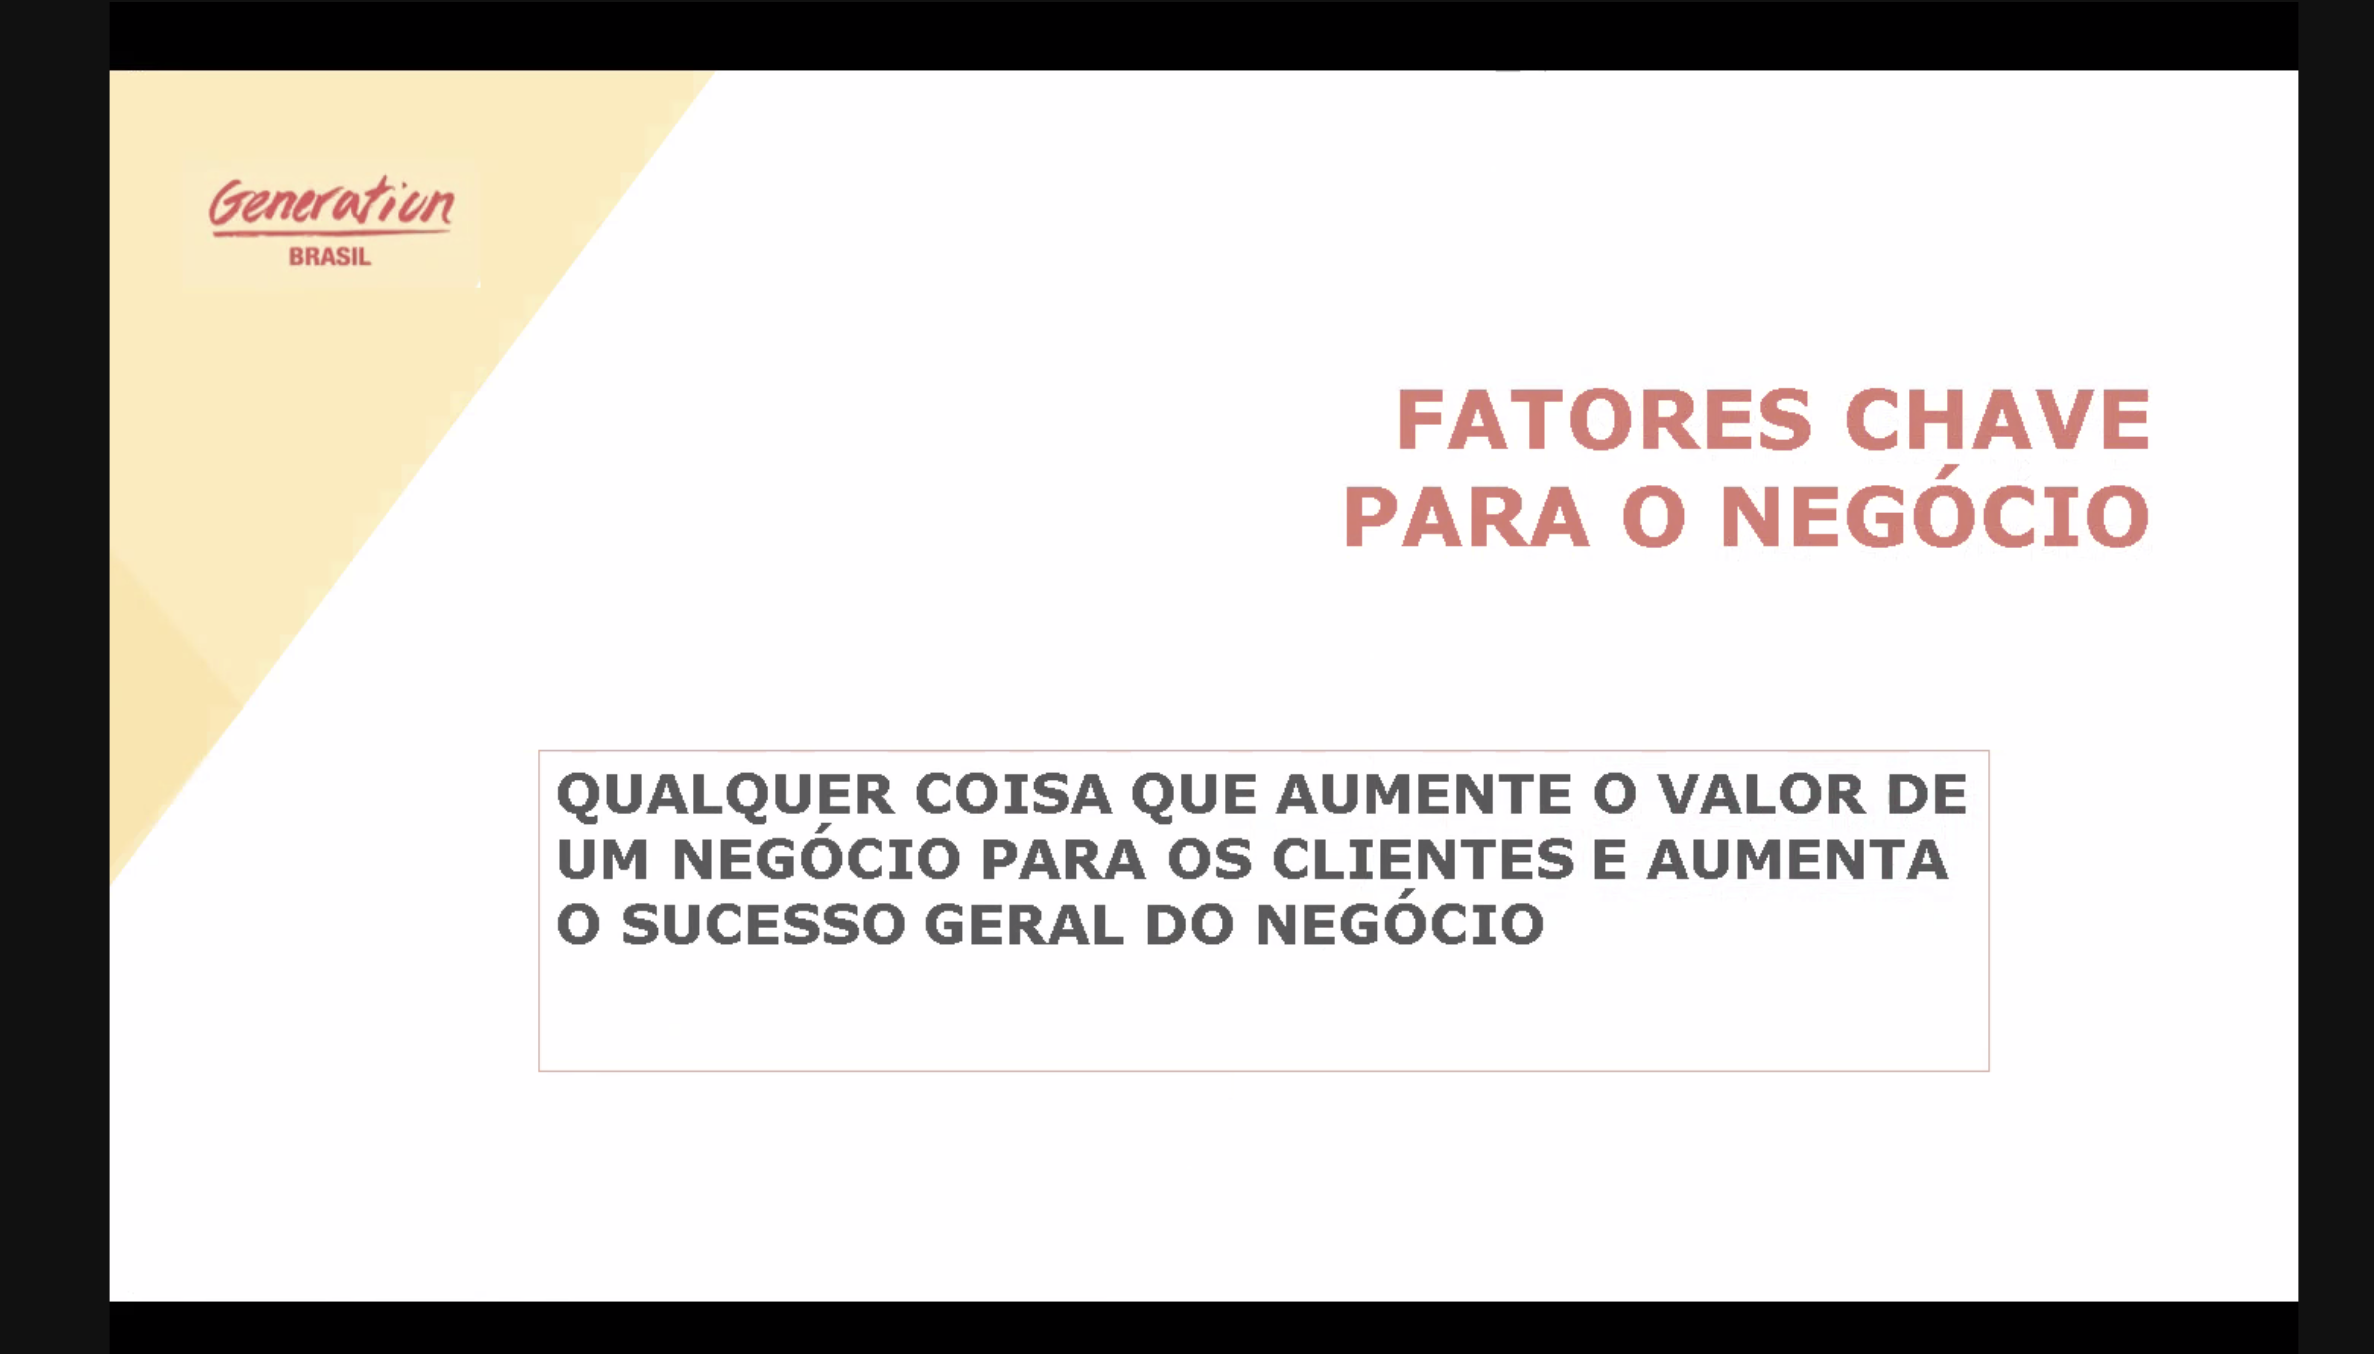 Generation
BRASIL
FATORES CHAVE
PARA O NEGÓCIO
QUALQUER COISA QUE AUMENTE O VALOR DE
UM NEGÓCIO PARA OS CLIENTES E AUMENTA
O SUCESSO GERAL DO NEGÓCIO